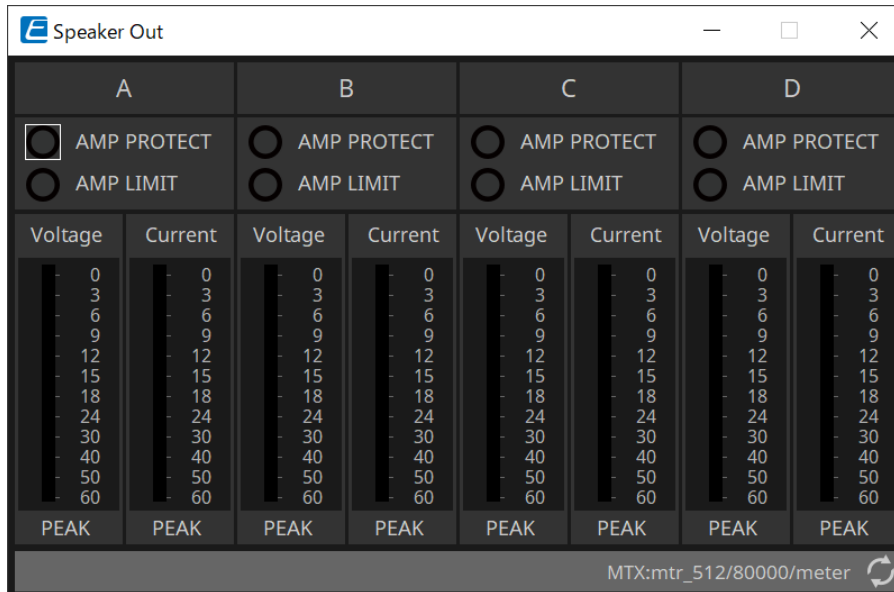 E Speaker Out
A B C D
AMP PROTECT AMP PROTECT AMP PROTECT AMP PROTECT
AMP LIMIT AMP LIMIT AMP LIMIT AMP LIMIT
Voltage Current Voltage Current Voltage Current Voltage Current
0 0 0 0 0 0 0 0
3 3 3 3 3 3 3 3
6 6 6 6 6 6 6 6
9 9 9 9 9 9 9 9
12 12 12 12 12 12 12 12
15 15 15 15 15 15 15 15
18 18 18 18 18 18 18 18
24 24 24 24 24 24 24 24
30 30 30 30 30 30 30 30
40 40 40 40 40 40 40 40
50 50 50 50 50 50 50 50
60 60 60 60 60 60 60 60
PEAK PEAK PEAK PEAK PEAK PEAK PEAK PEAK
MTX:mtr_512/80000/meter